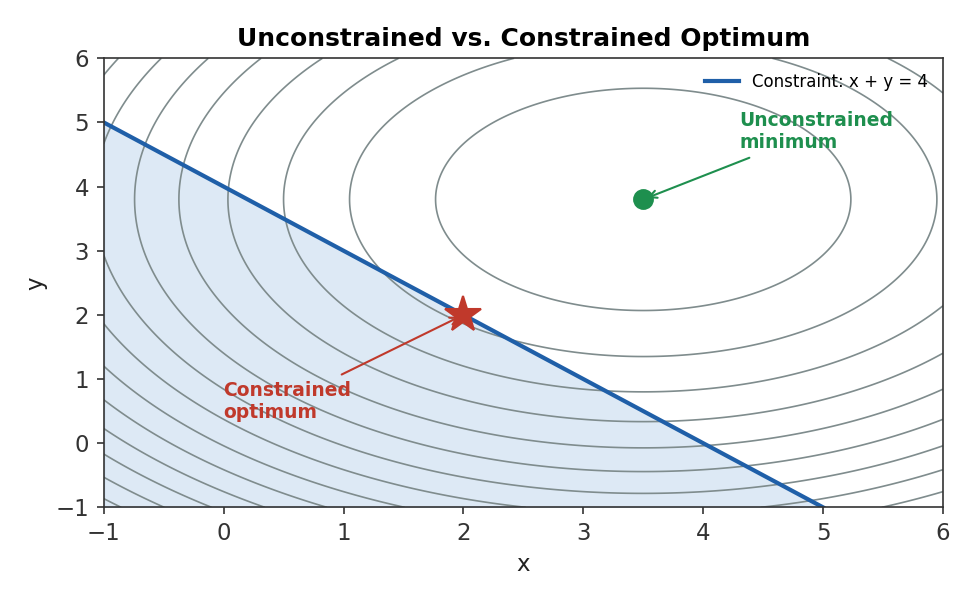 Unconstrained vs. Constrained Optimum
Constraint: x + y = 4
Unconstrained
minimum
Constrained
optimum
y
6
5
4
3
2
1
0
−1
−1 0 1 2 3 4 5 6
x